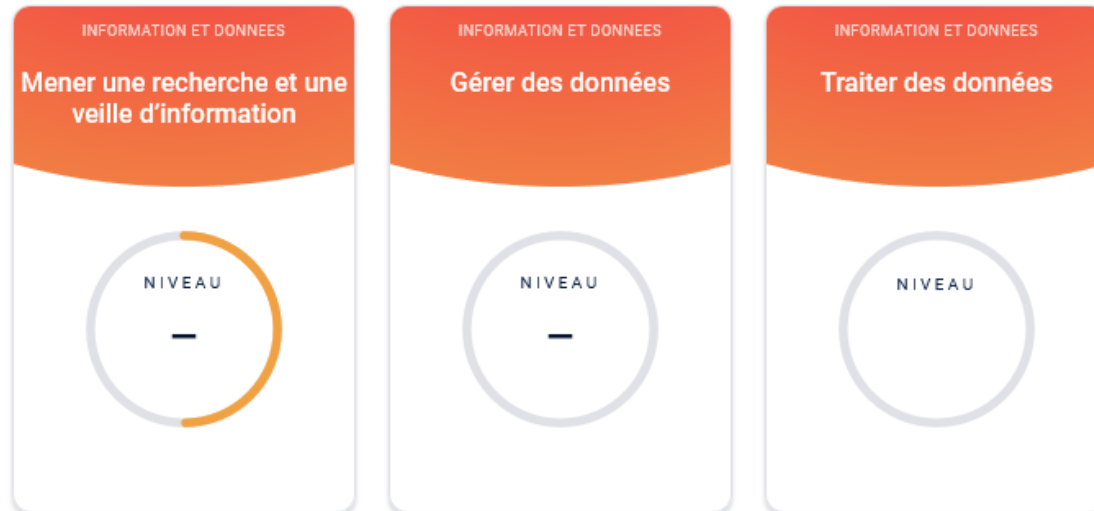 INFORMATION ET DONNEES
Mener une recherche et une
veille d’information
NIVEAU
–
INFORMATION ET DONNEES
Gérer des données
NIVEAU
–
INFORMATION ET DONNEES
Traiter des données
NIVEAU